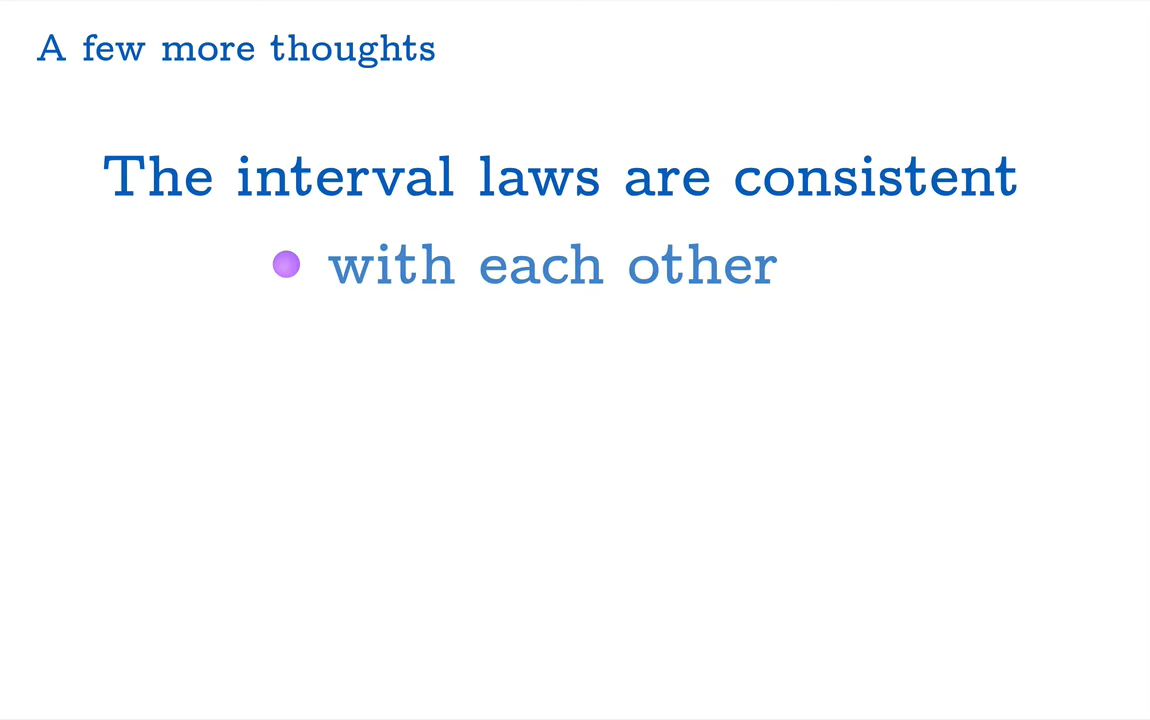 A few more thoughts
The interval laws are consistent
with each other